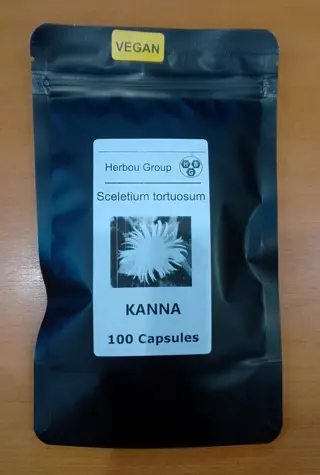 VEGAN
Herbou Group
H B G
Sceletium tortuosum
KANNA
100 Capsules